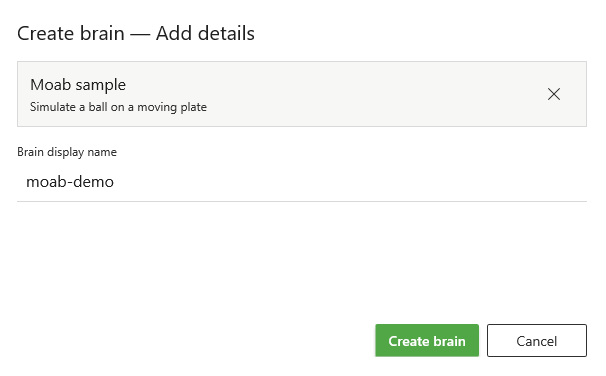 Create brain — Add details
Moab sample
Simulate a ball on a moving plate
Brain display name
moab-demo
Create brain
Cancel